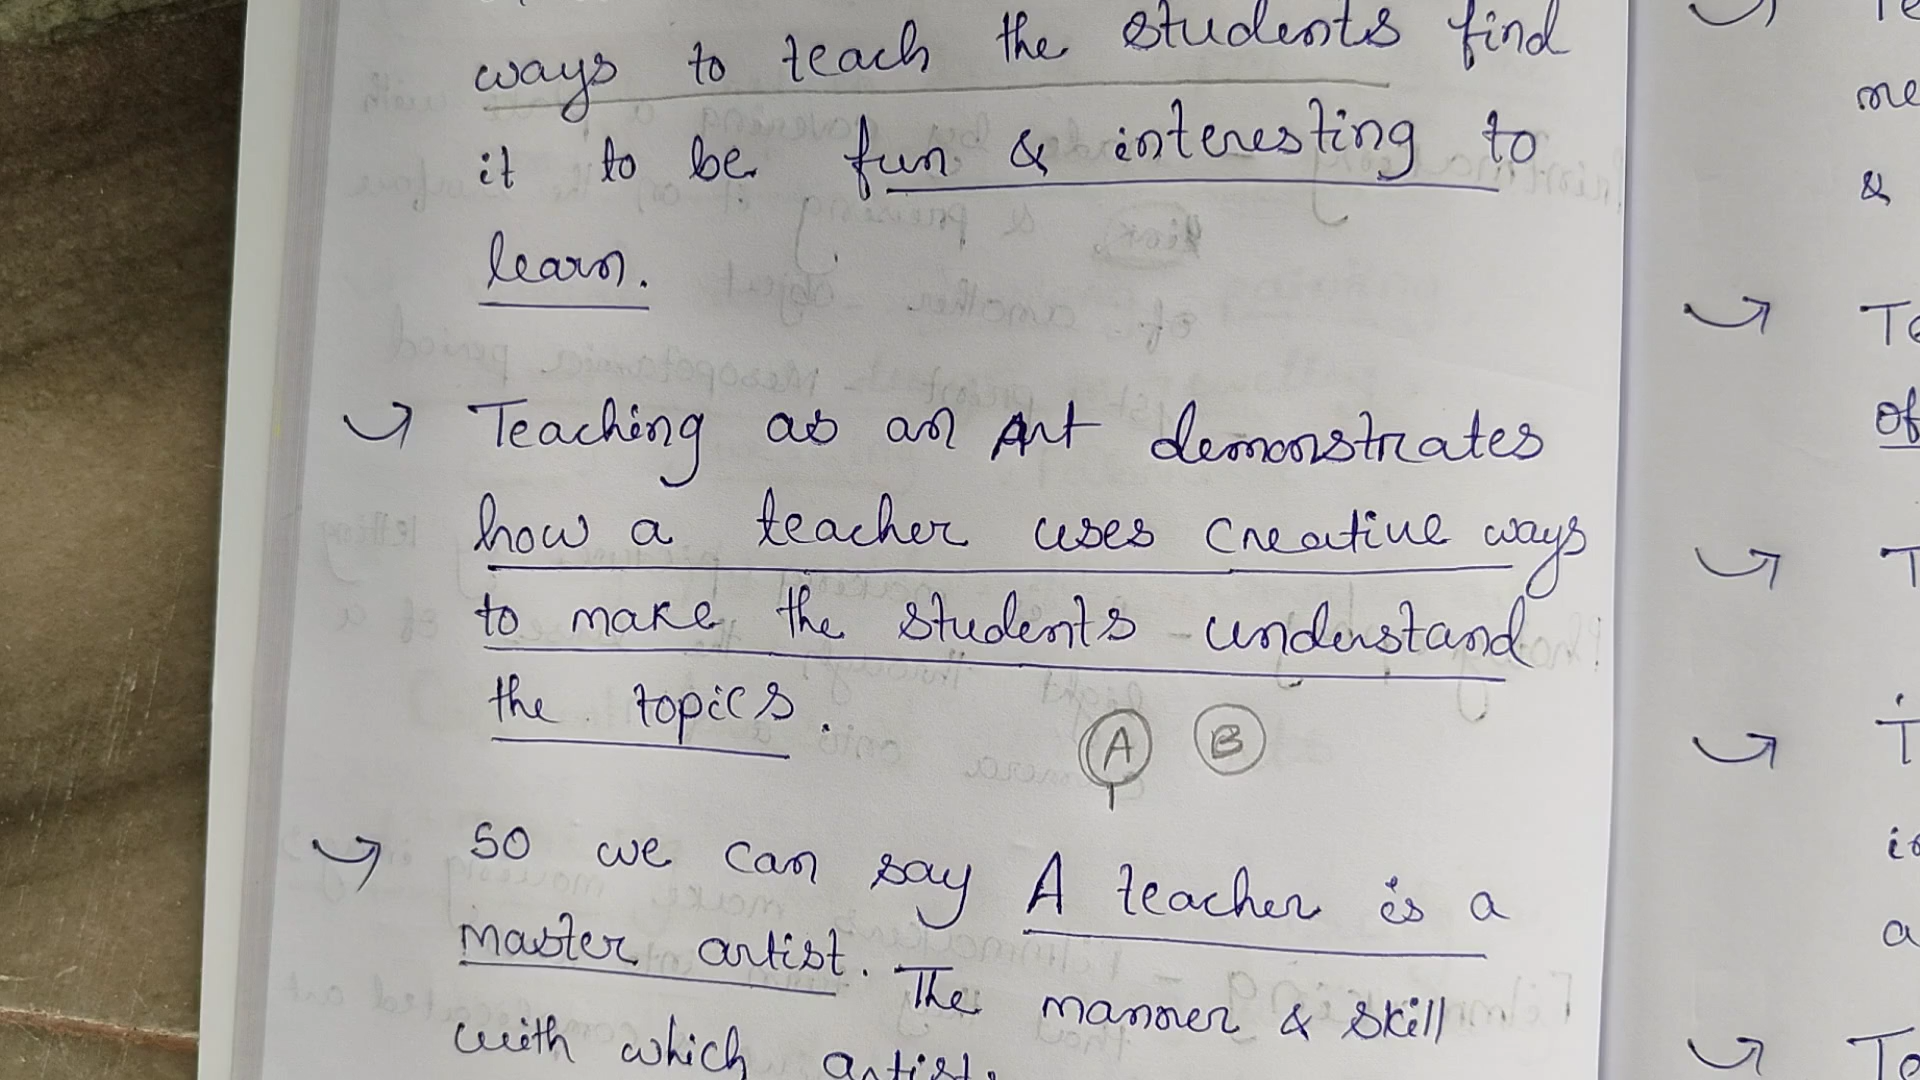 ways to teach the students find
it to be fun & interesting to
learn.
Teaching as an Art demonstrates
how a teacher uses creative ways
to make the students understand
the topics.
A B
so we can say A teacher is a
master artist. The manner & skill
with which
&